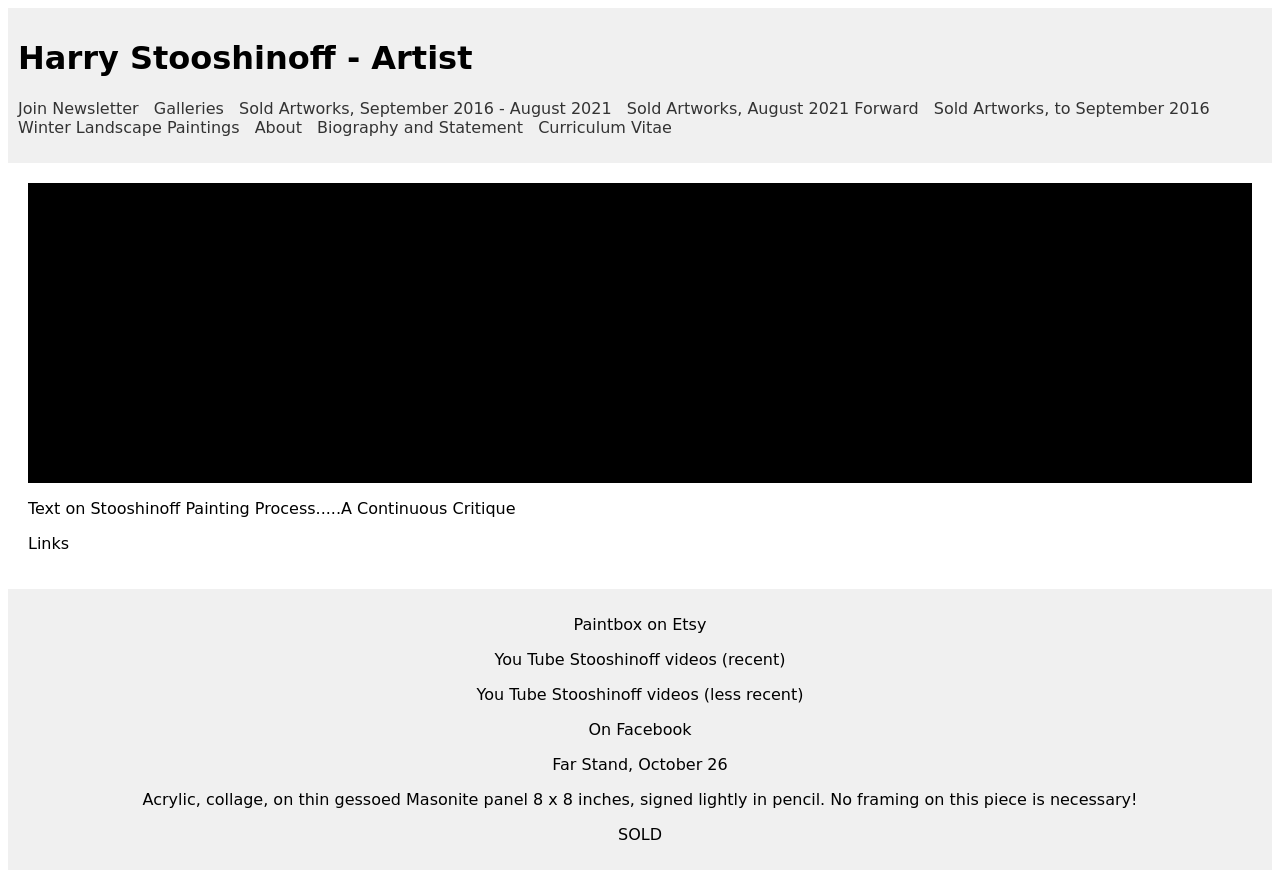 Harry Stooshinoff - Artist
Join Newsletter Galleries Sold Artworks, September 2016 - August 2021 Sold Artworks, August 2021 Forward Sold Artworks, to September 2016
Winter Landscape Paintings About Biography and Statement Curriculum Vitae
Text on Stooshinoff Painting Process.....A Continuous Critique
Links
Paintbox on Etsy
You Tube Stooshinoff videos (recent)
You Tube Stooshinoff videos (less recent)
On Facebook
Far Stand, October 26
Acrylic, collage, on thin gessoed Masonite panel 8 x 8 inches, signed lightly in pencil. No framing on this piece is necessary!
SOLD